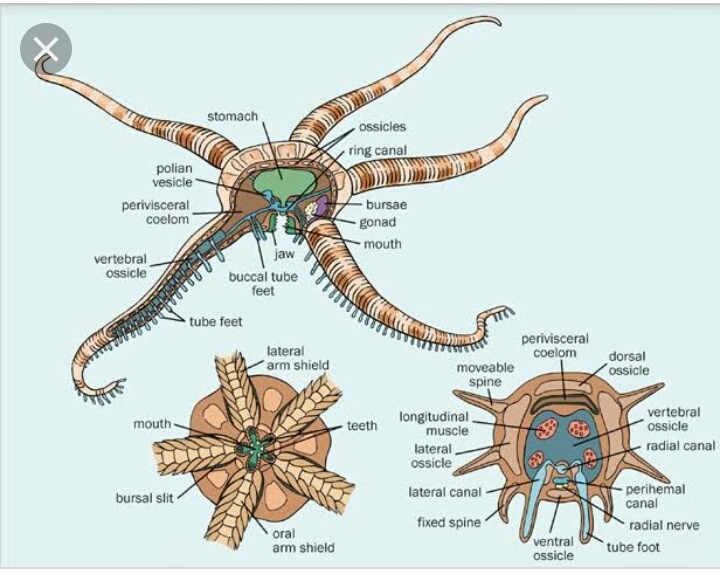 stomach
ossicles
ring canal
polian
vesicle
perivisceral
coelom
bursae
gonad
mouth
jaw
vertebral
ossicle
buccal tube
feet
tube feet
lateral
arm shield
mouth
teeth
bursal slit
oral
arm shield
perivisceral
coelom
dorsal
ossicle
moveable
spine
longitudinal
muscle
vertebral
ossicle
lateral
ossicle
radial canal
lateral canal
perihemal
canal
fixed spine
radial nerve
ventral
ossicle
tube foot